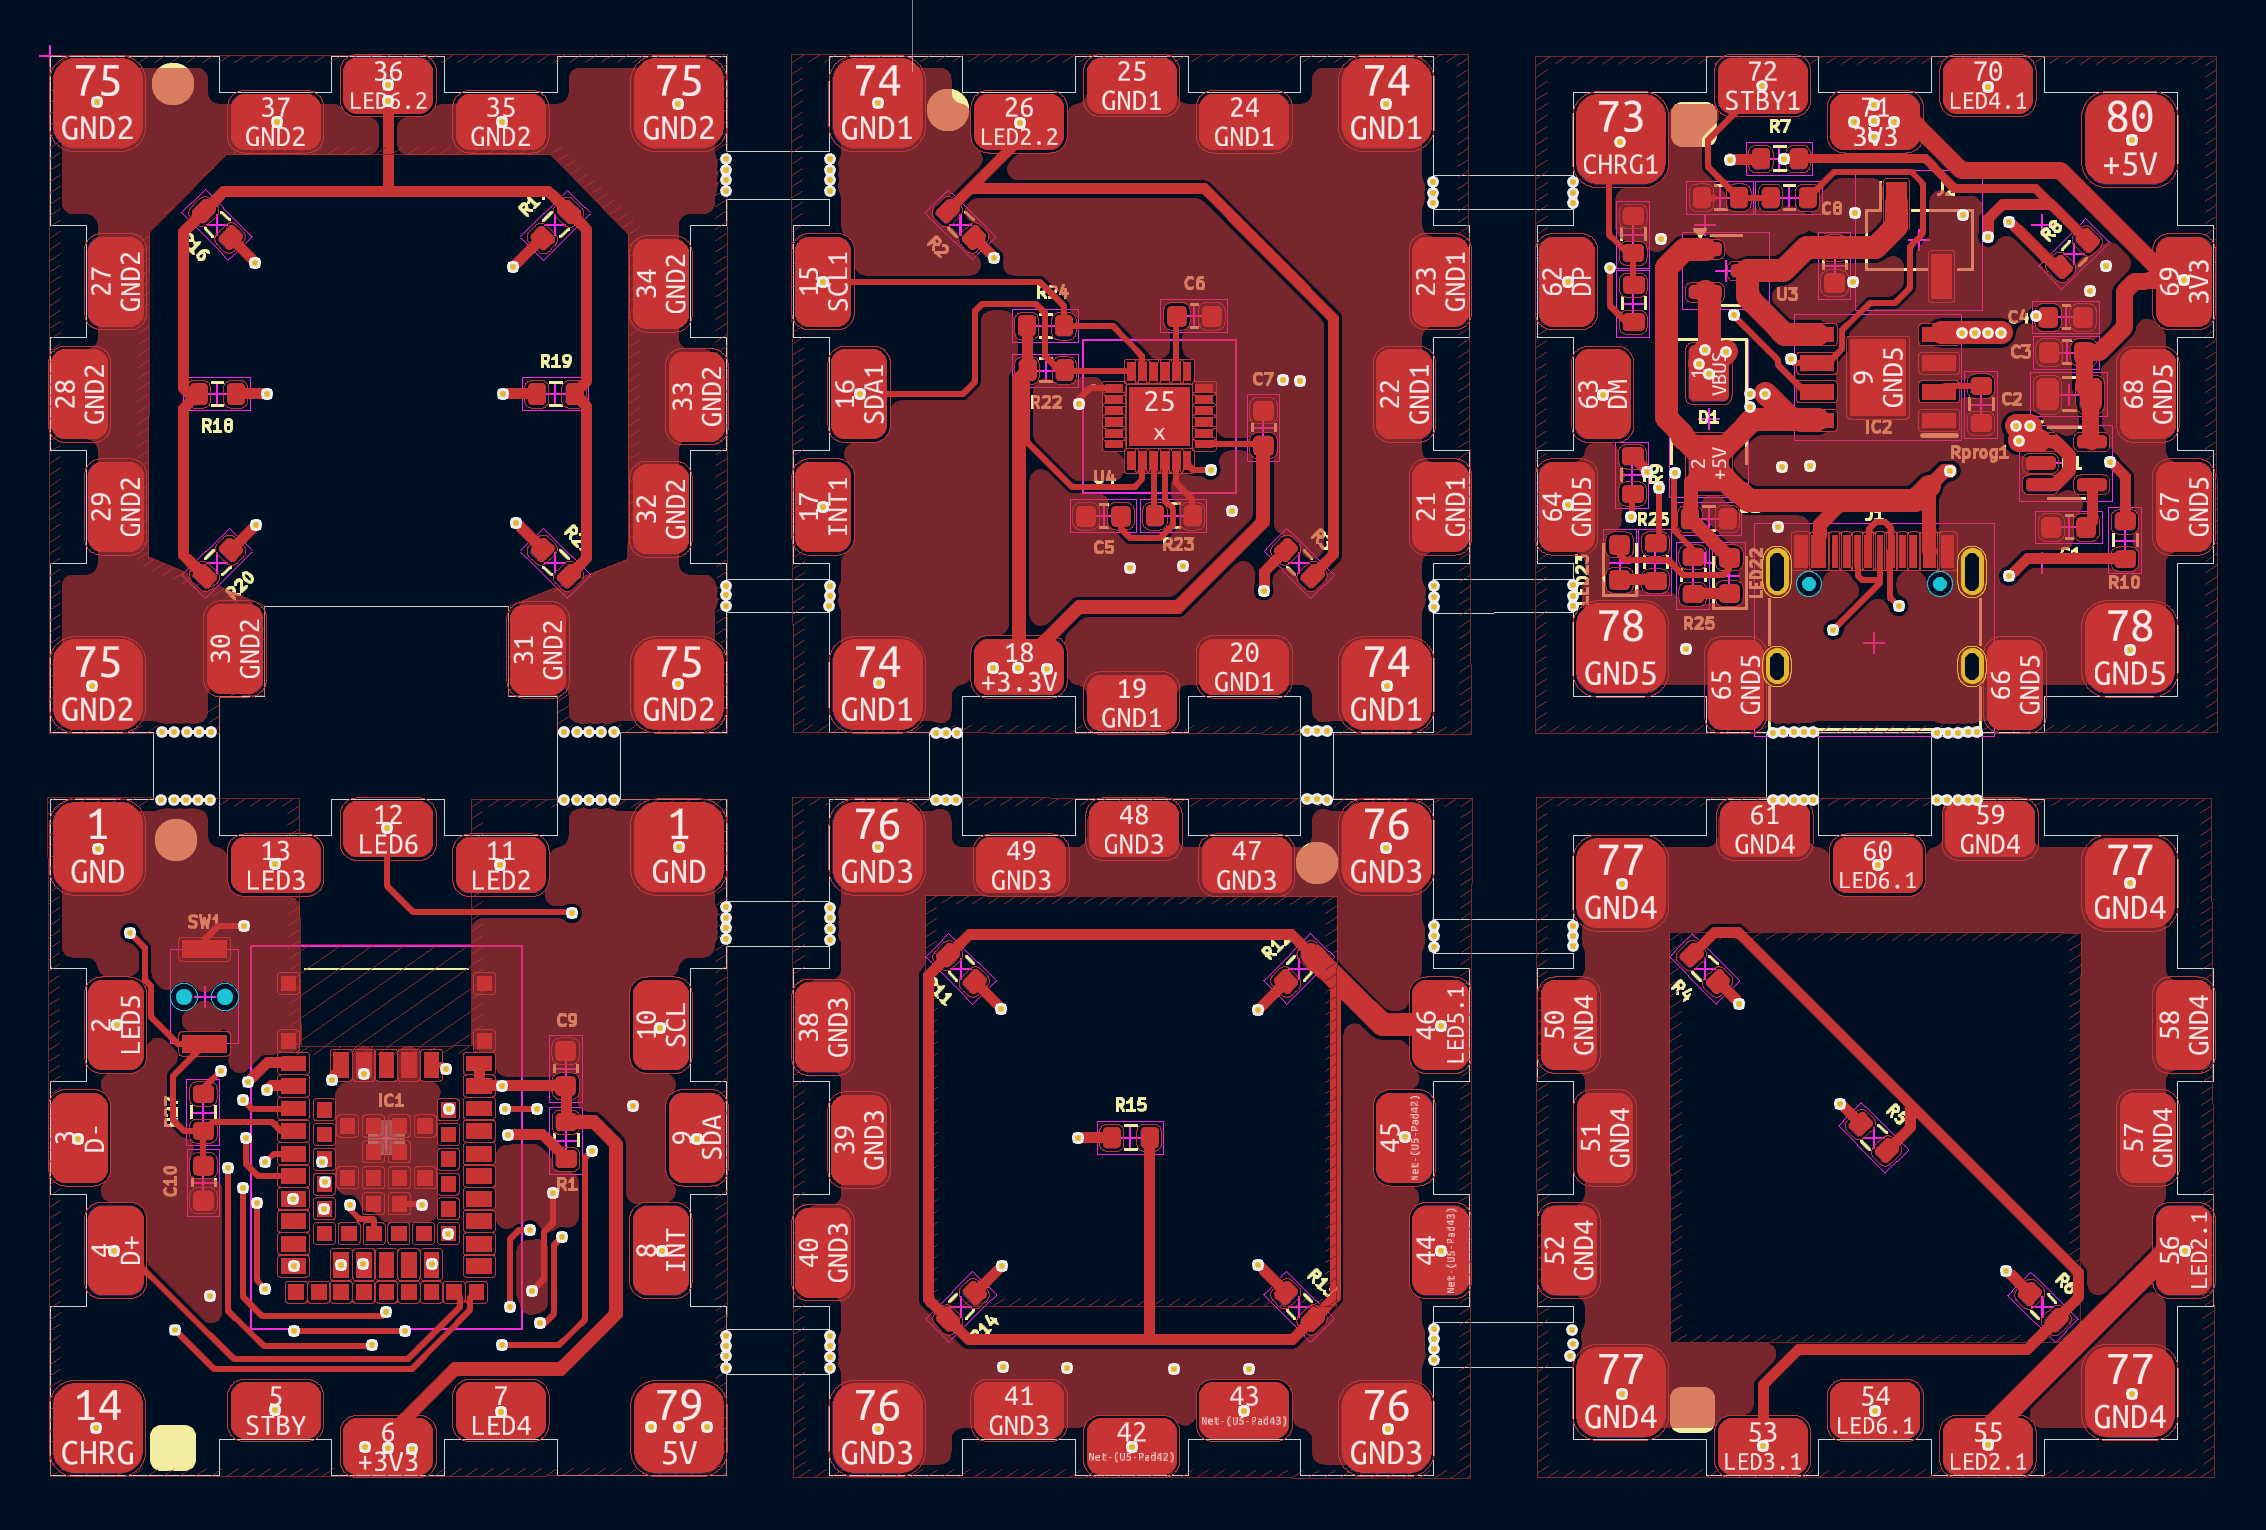 75
GND2
36
LED6.2
37
GND2
35
GND2
75
GND2
R16
R18
R19
R20
27
GND2
28
GND2
29
GND2
30
GND2
31
GND2
32
GND2
33
GND2
34
GND2
75
GND2
75
GND2
74
GND1
25
GND1
26
LED2.2
24
GND1
74
GND1
R2
15
SCL1
16
SDA1
17
INT1
R24
R22
C6
C7
25
x
U4
C5
R23
23
GND1
22
GND1
21
GND1
74
GND1
18
+3.3V
19
GND1
20
GND1
74
GND1
73
CHRG1
72
STBY1
71
3V3
70
LED4.1
80
+5V
R7
C8
R8
62
DP
63
DM
64
GND5
U3
1
VBUS
D1
2
+5V
9
GND5
IC2
C4
C3
C2
Rprog1
69
3V3
68
GND5
67
GND5
R25
LED23
LED22
R25
J1
R10
78
GND5
65
GND5
66
GND5
78
GND5
1
GND
12
LED6
13
LED3
11
LED2
1
GND
SW1
2
LED5
3
D-
4
D+
R27
C10
IC1
C9
R1
10
SCL
9
SDA
8
INT
14
CHRG
5
STBY
6
+3V3
7
LED4
79
5V
76
GND3
49
GND3
48
GND3
47
GND3
76
GND3
R11
38
GND3
39
GND3
40
GND3
R15
R14
46
LED5.1
45
Net-(U5-Pad42)
44
Net-(U5-Pad43)
76
GND3
41
GND3
42
Net-(U5-Pad42)
43
Net-(U5-Pad43)
76
GND3
77
GND4
61
GND4
60
LED6.1
59
GND4
77
GND4
R4
R5
R6
50
GND4
51
GND4
52
GND4
58
GND4
57
GND4
56
LED2.1
77
GND4
53
LED3.1
54
LED6.1
55
LED2.1
77
GND4